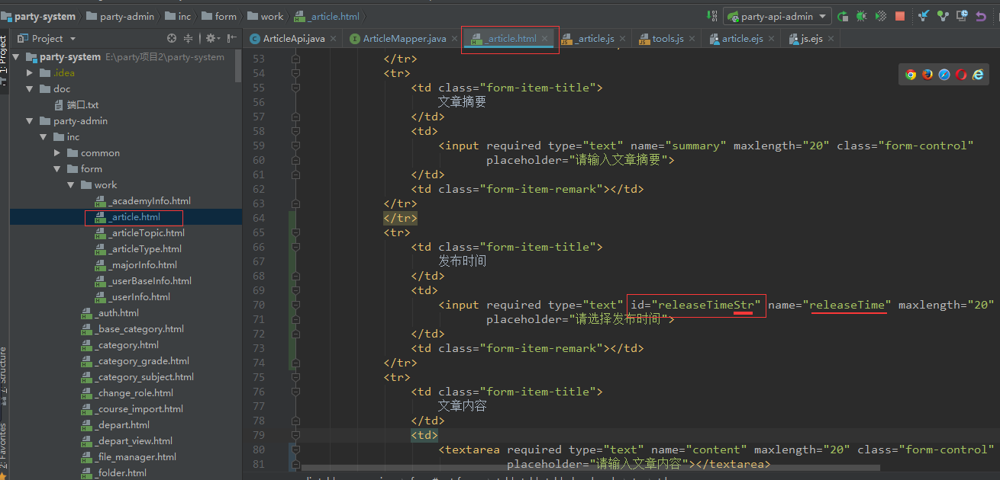 party-system party-admin inc form work _article.html party-api-admin
Project ArticleApi.java ArticleMapper.java _article.html _article.js tools.js article.ejs js.ejs
1: Project
party-system E:\party项目2\party-system
.idea
doc
端口.txt
party-admin
inc
common
form
work
_academyInfo.html
_article.html
_articleTopic.html
_articleType.html
_majorInfo.html
_userBaseInfo.html
_userInfo.html
_auth.html
_base_category.html
_category.html
_category_grade.html
_category_subject.html
_change_role.html
_course_import.html
_depart.html
_depart_view.html
_file_manager.html
_folder.html
Z: Structure
2: Favorites
53 </tr>
54 <tr>
55 <td class="form-item-title">
56 文章摘要
57 </td>
58 <td>
59 <input required type="text" name="summary" maxlength="20" class="form-control"
60 placeholder="请输入文章摘要">
61 </td>
62 <td class="form-item-remark"></td>
63 </tr>
64 </tr>
65 <tr>
66 <td class="form-item-title">
67 发布时间
68 </td>
69 <td>
70 <input required type="text" id="releaseTimeStr" name="releaseTime" maxlength="20"
71 placeholder="请选择发布时间">
72 </td>
73 <td class="form-item-remark"></td>
74 </tr>
75 <tr>
76 <td class="form-item-title">
77 文章内容
78 </td>
79 <td>
80 <textarea required type="text" name="content" maxlength="20" class="form-control"
81 placeholder="请输入文章内容"></textarea>